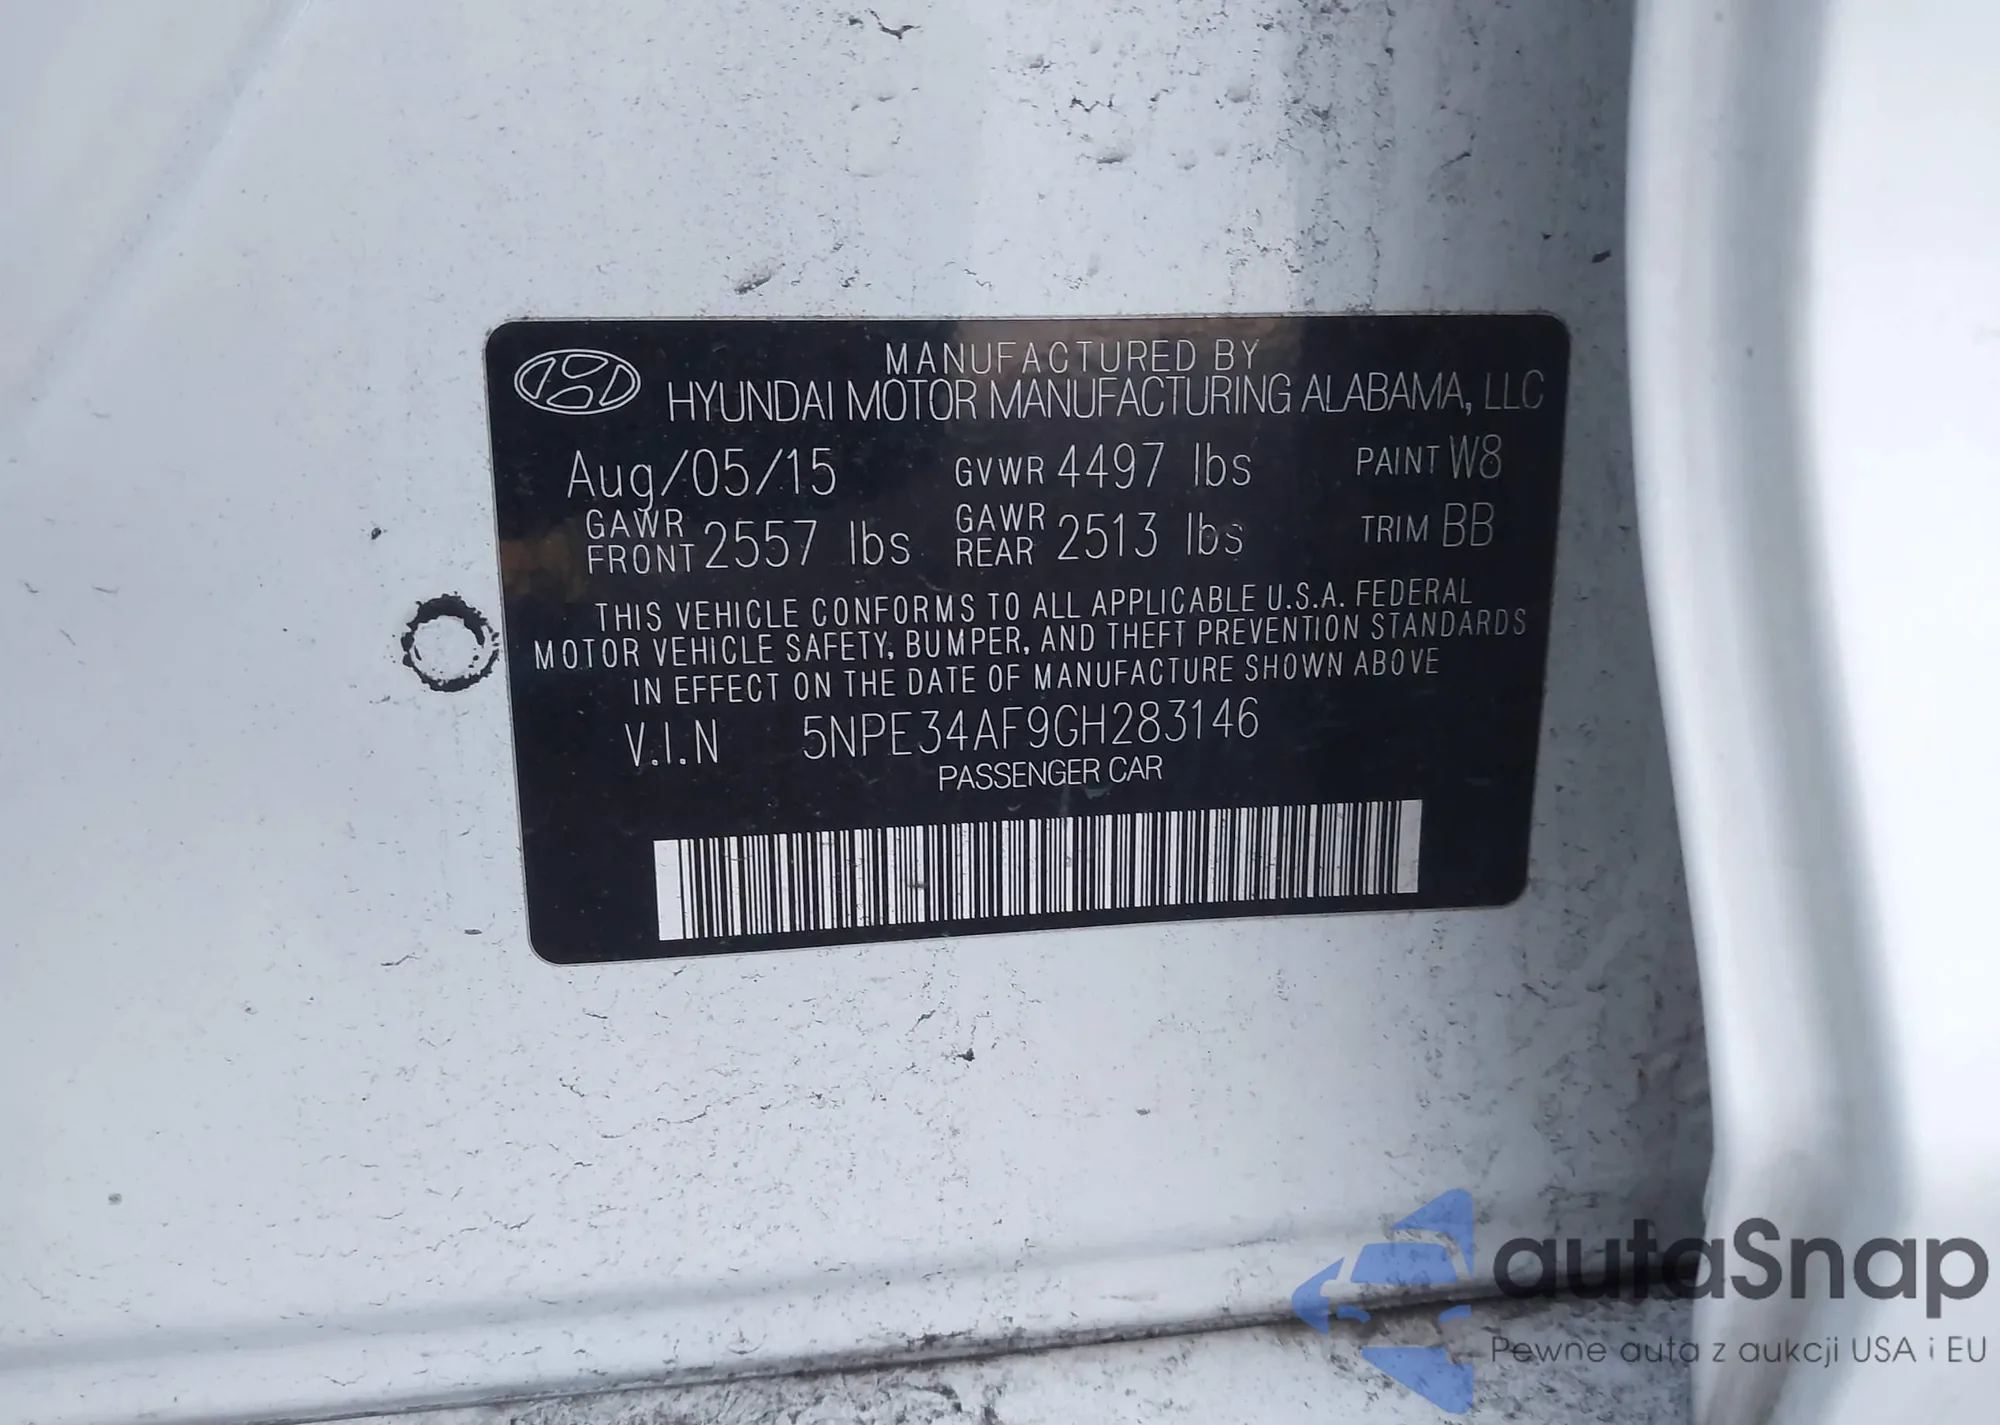 MANUFACTURED BY
HYUNDAI MOTOR MANUFACTURING ALABAMA, LLC
Aug/05/15 GVWR 4497 lbs PAINT W8
GAWR FRONT 2557 lbs GAWR REAR 2513 lbs TRIM BB
THIS VEHICLE CONFORMS TO ALL APPLICABLE U.S.A. FEDERAL
MOTOR VEHICLE SAFETY, BUMPER, AND THEFT PREVENTION STANDARDS
IN EFFECT ON THE DATE OF MANUFACTURE SHOWN ABOVE
V.I.N 5NPE34AF9GH283146
PASSENGER CAR
autaSnap
Pewne auta z aukcji USA i EU